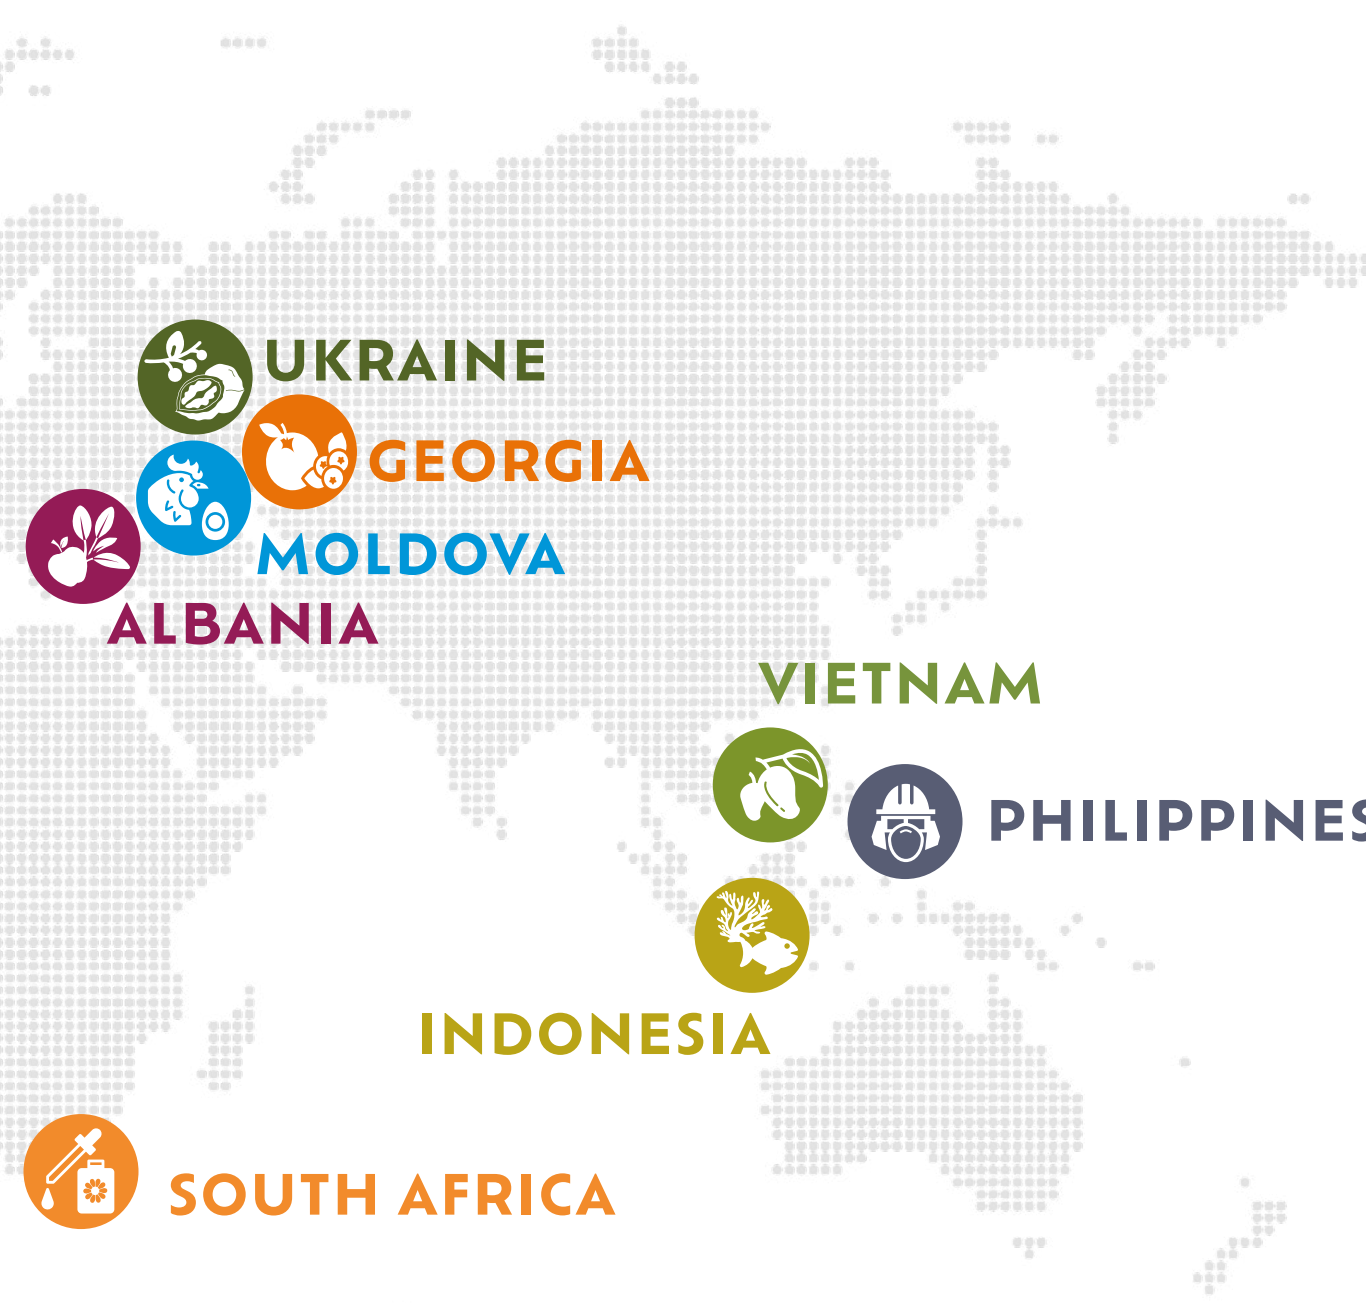 UKRAINE
GEORGIA
MOLDOVA
ALBANIA
VIETNAM
PHILIPPINES
INDONESIA
SOUTH AFRICA